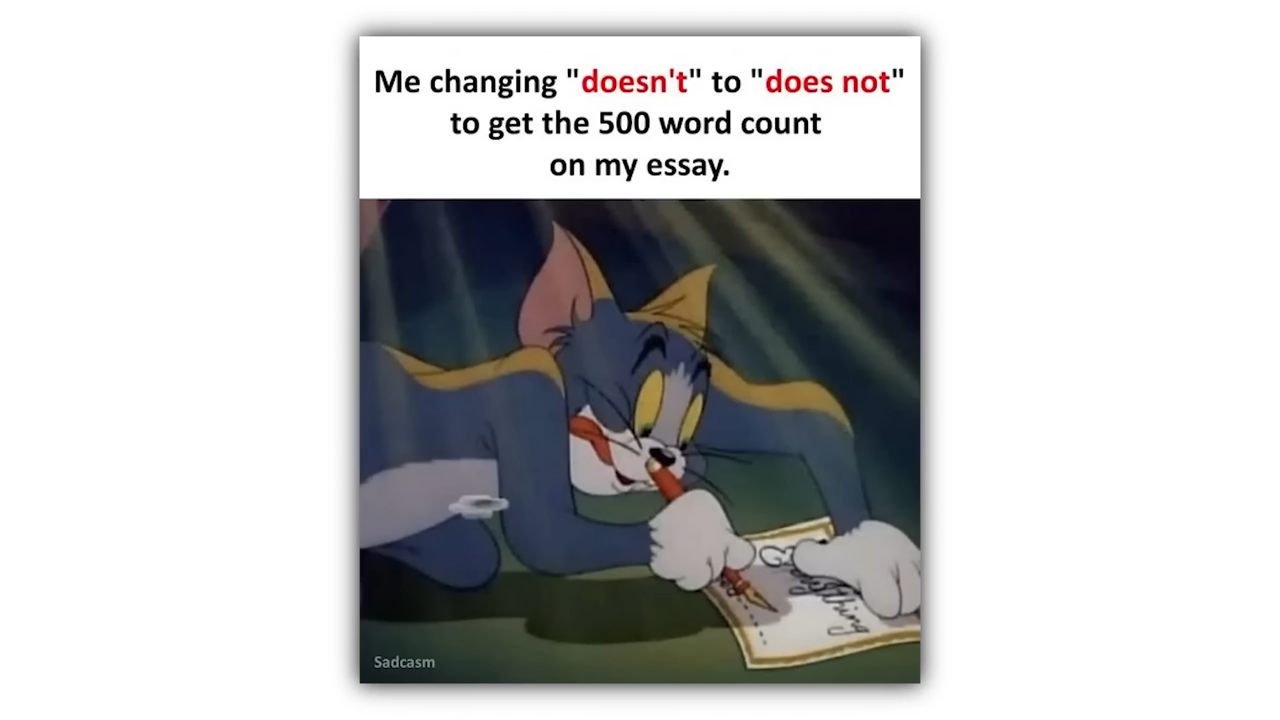 Me changing "doesn't" to "does not"
to get the 500 word count
on my essay.
Sadcasm